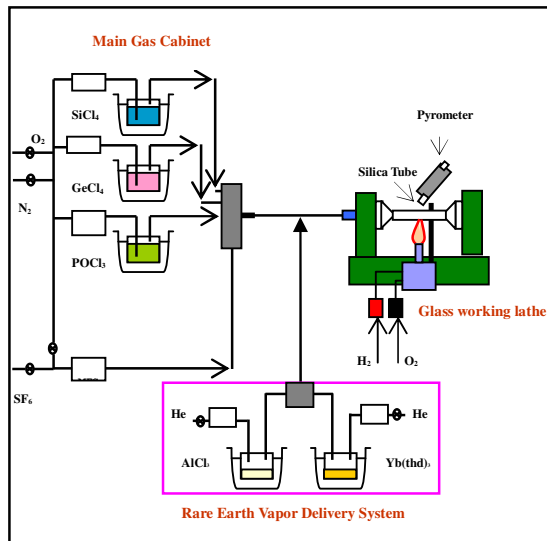 Main Gas Cabinet
SiCl₄
Pyrometer
O₂
Silica Tube
GeCl₄
N₂
POCl₃
Glass working lathe
H₂
O₂
SF₆
He
He
AlCl₃
Yb(thd)₃
Rare Earth Vapor Delivery System